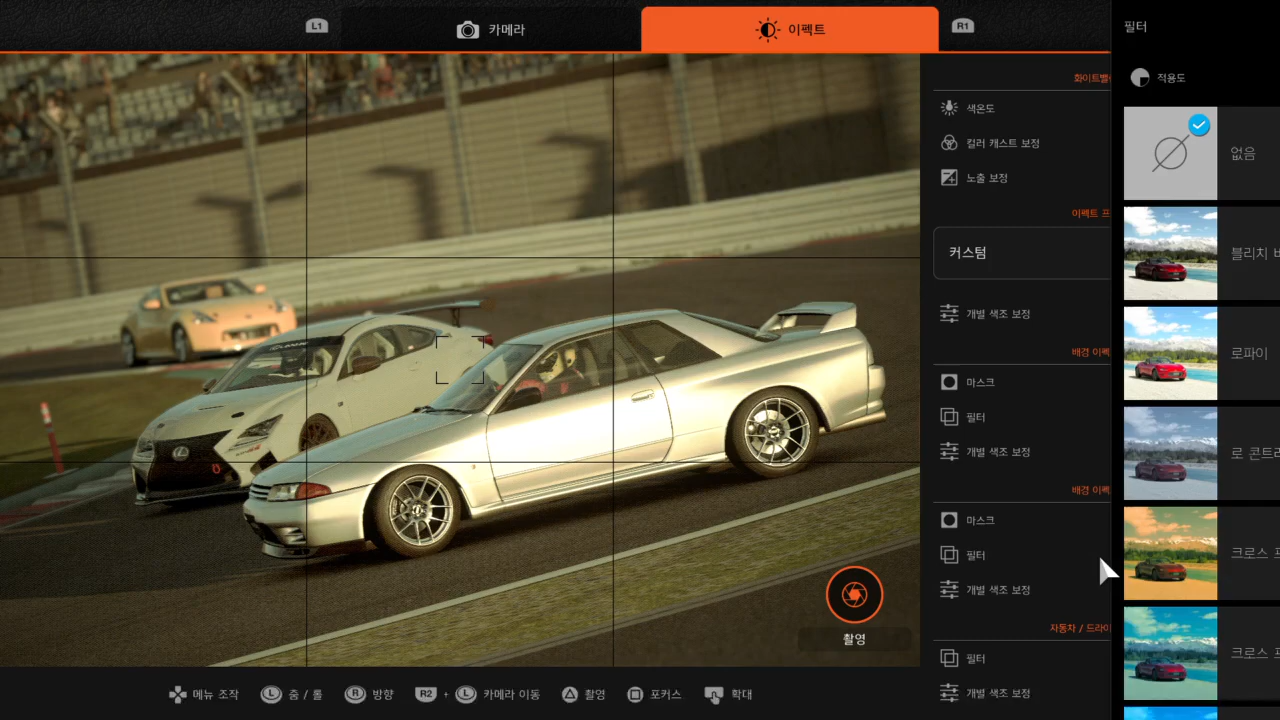 L1
카메라
이펙트
R1
필터
화이트밸
적용도
색온도
컬러 캐스트 보정
노출 보정
이펙트 프
커스텀
개별 색조 보정
배경 이펙
마스크
필터
개별 색조 보정
배경 이펙
마스크
필터
개별 색조 보정
자동차 / 드라이
필터
개별 색조 보정
없음
블리치 바
로파이
로 콘트라
크로스 프
크로스 프
촬영
메뉴 조작
L 줌 / 롤
R 방향
R2 + L 카메라 이동
촬영
포커스
확대